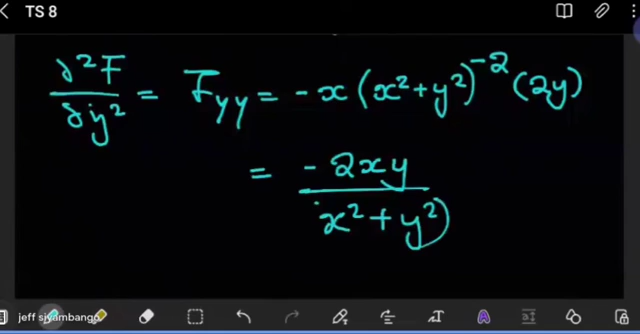 TS 8
∂²F/∂y² = Fyy = -x(x²+y²)⁻²(2y)
= -2xy/(x²+y²)
jeff siyambango